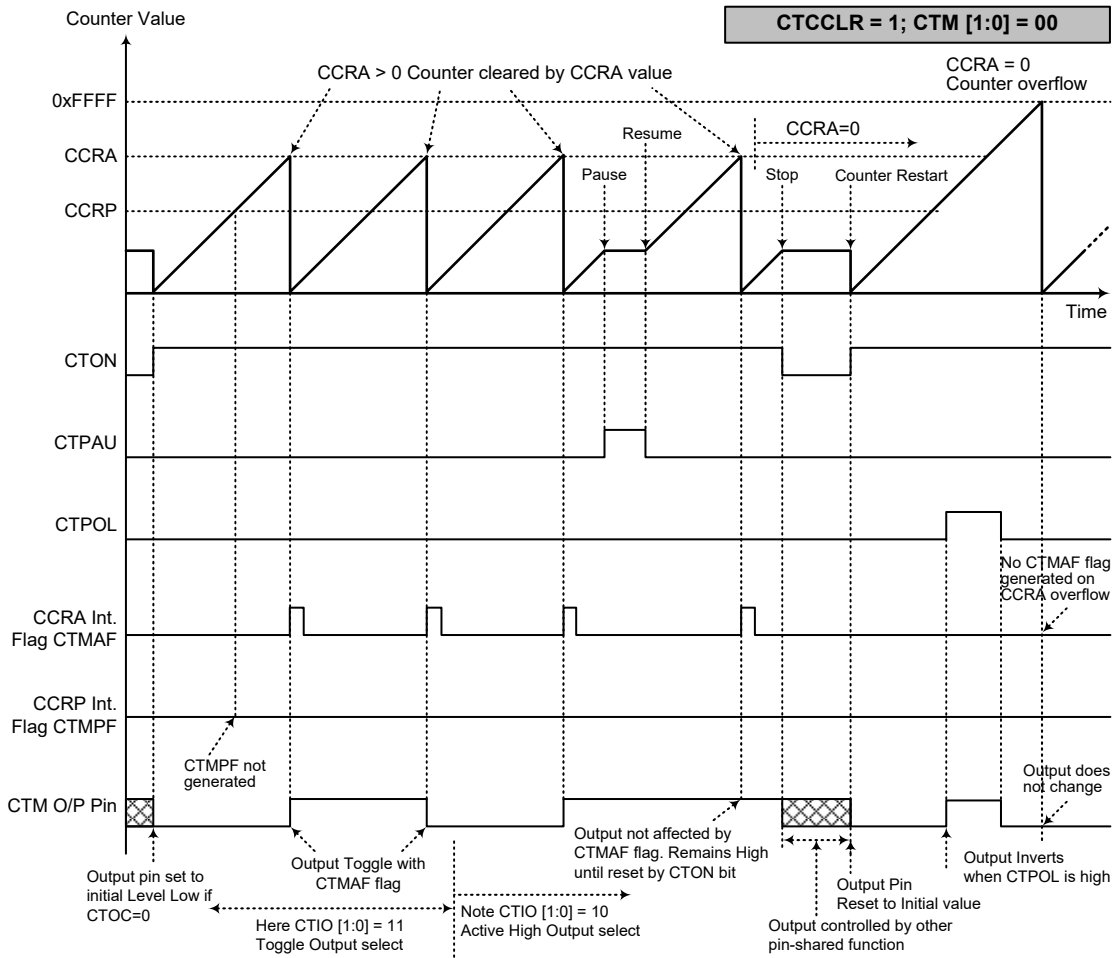 Counter Value
CTCCLR = 1; CTM [1:0] = 00
CCRA > 0 Counter cleared by CCRA value
CCRA = 0
Counter overflow
0xFFFF
Resume
CCRA=0
CCRA
Pause
Stop
Counter Restart
CCRP
Time
CTON
CTPAU
CTPOL
No CTMAF flag
generated on
CCRA overflow
CCRA Int.
Flag CTMAF
CCRP Int.
Flag CTMPF
CTMPF not
generated
Output does
not change
CTM O/P Pin
Output pin set to
initial Level Low if
CTOC=0
Output Toggle with
CTMAF flag
Output not affected by
CTMAF flag. Remains High
until reset by CTON bit
Output Inverts
when CTPOL is high
Output Pin
Reset to Initial value
Here CTIO [1:0] = 11
Toggle Output select
Note CTIO [1:0] = 10
Active High Output select
Output controlled by other
pin-shared function